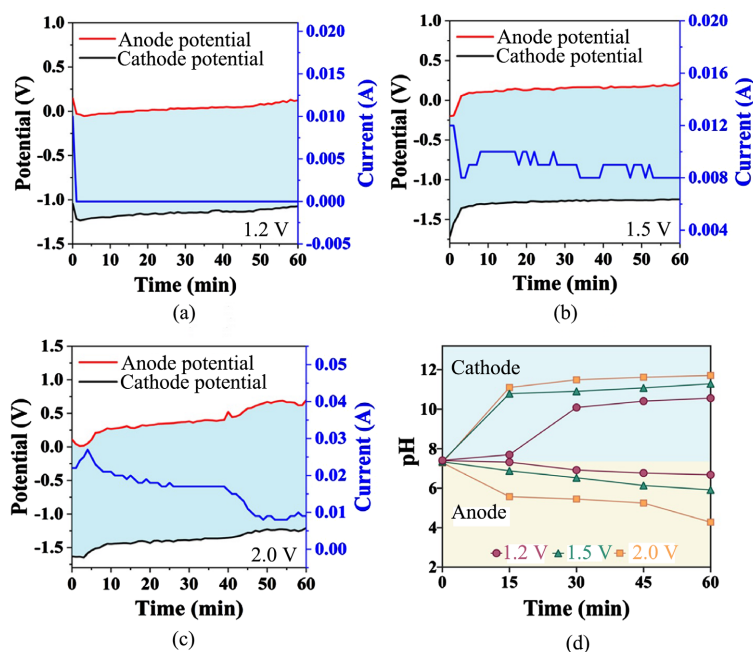 1.0
0.5
0.0
-0.5
-1.0
-1.5
Potential (V)
Anode potential
Cathode potential
0.020
0.015
0.010
0.005
0.000
-0.005
Current (A)
1.2 V
0 10 20 30 40 50 60
Time (min)
(a)
1.0
0.5
0.0
-0.5
-1.0
-1.5
Potential (V)
Anode potential
Cathode potential
0.020
0.016
0.012
0.008
0.004
Current (A)
1.5 V
0 10 20 30 40 50 60
Time (min)
(b)
1.5
1.0
0.5
0.0
-0.5
-1.0
-1.5
Potential (V)
Anode potential
Cathode potential
0.05
0.04
0.03
0.02
0.01
0.00
Current (A)
2.0 V
0 10 20 30 40 50 60
Time (min)
(c)
12
10
8
6
4
2
pH
Cathode
Anode
1.2 V 1.5 V 2.0 V
0 15 30 45 60
Time (min)
(d)